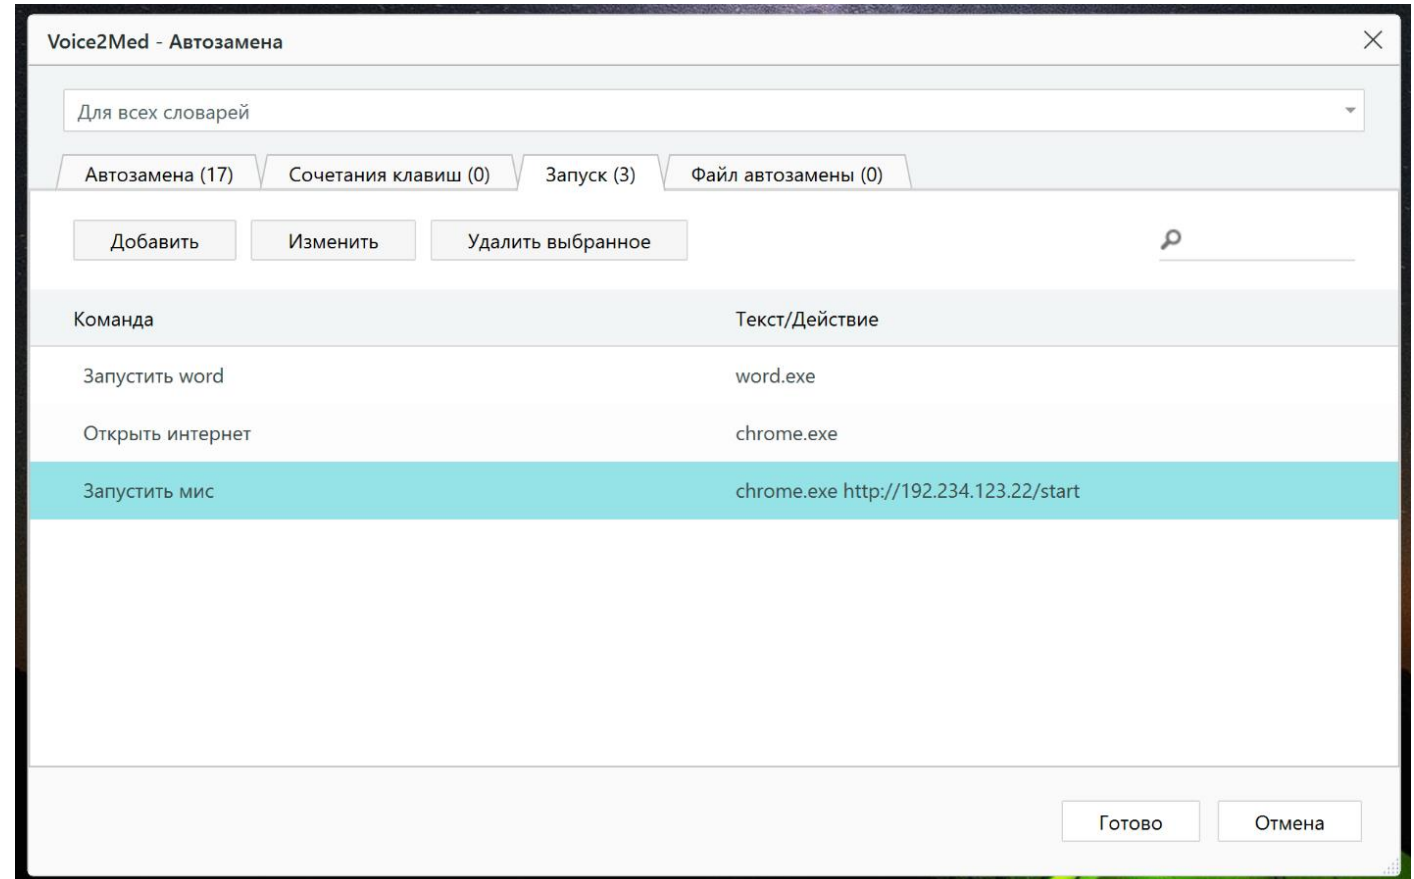 Voice2Med - Автозамена
Для всех словарей
Автозамена (17) Сочетания клавиш (0) Запуск (3) Файл автозамены (0)
Добавить Изменить Удалить выбранное
Команда Текст/Действие
Запустить word word.exe
Открыть интернет chrome.exe
Запустить мис chrome.exe http://192.234.123.22/start
Готово Отмена